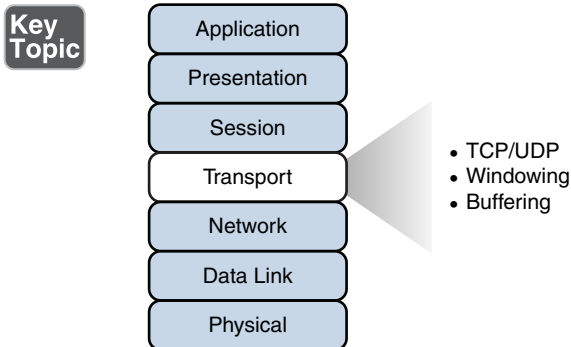 Key
Topic
Application
Presentation
Session
Transport
Network
Data Link
Physical
• TCP/UDP
• Windowing
• Buffering